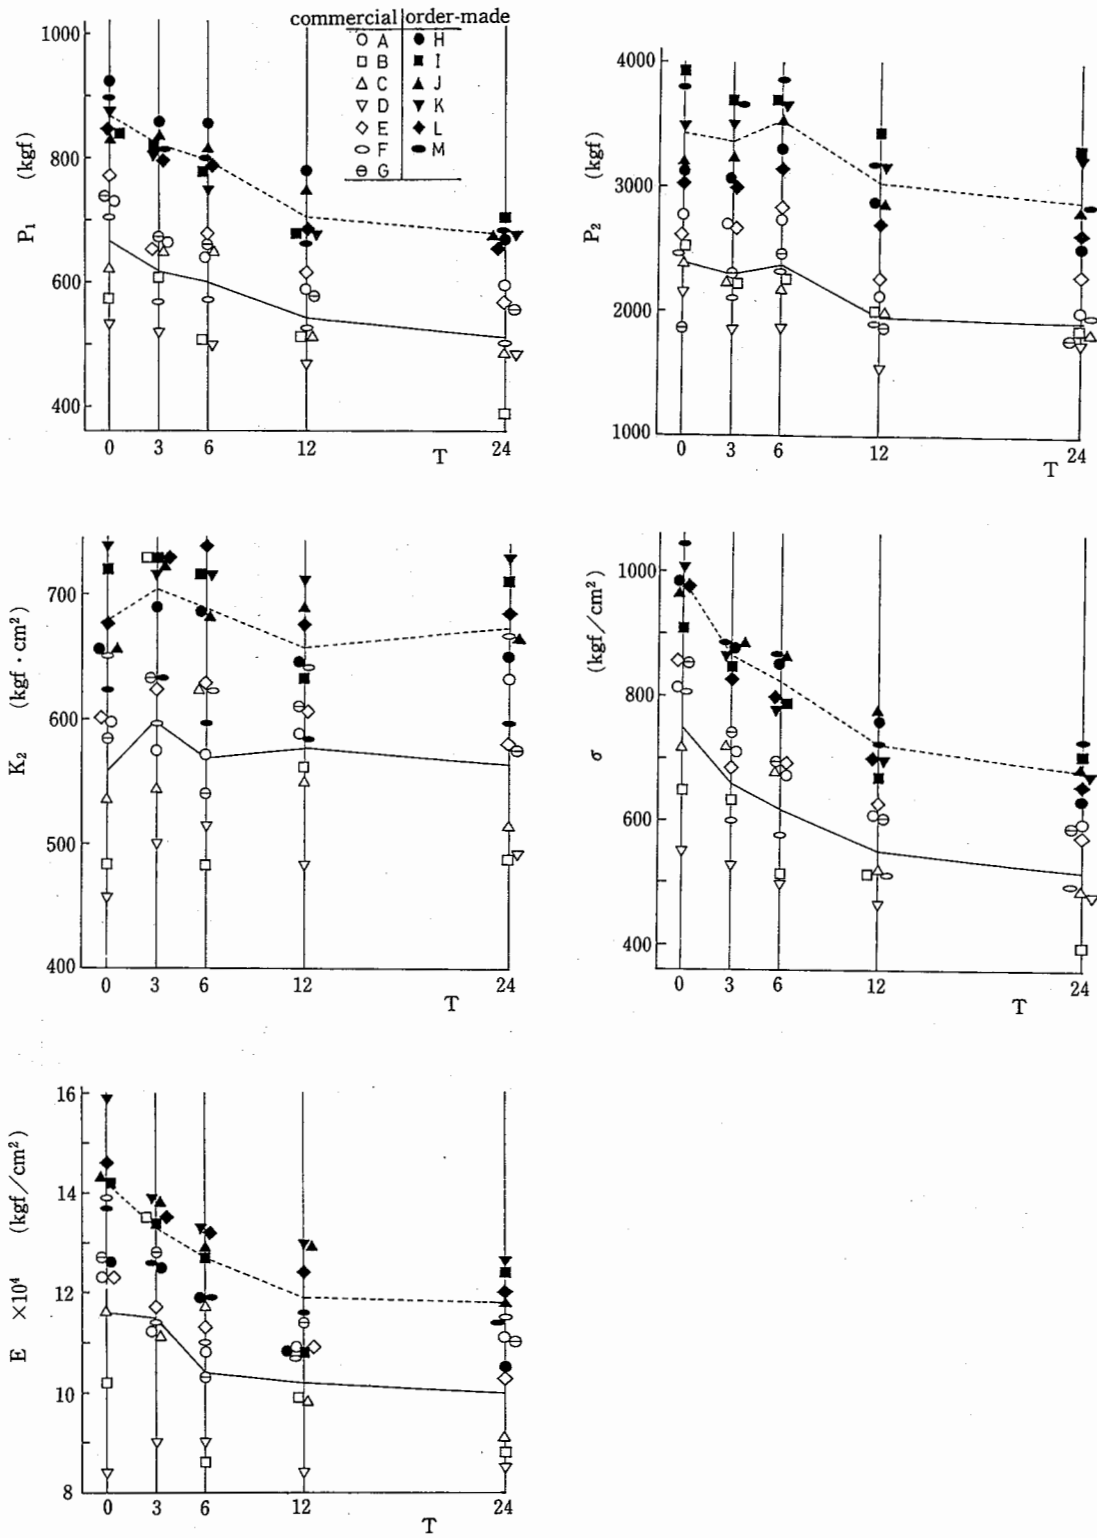 commercial order-made
A H
B I
C J
D K
E L
F M
G
1000
800
600
400
P₁ (kgf)
0 3 6 12 24
T
4000
3000
2000
1000
P₂ (kgf)
0 3 6 12 24
T
700
600
500
400
K₂ (kgf・cm²)
0 3 6 12 24
T
1000
800
600
400
σ (kgf/cm²)
0 3 6 12 24
T
16
14
12
10
8
E ×10⁴ (kgf/cm²)
0 3 6 12 24
T